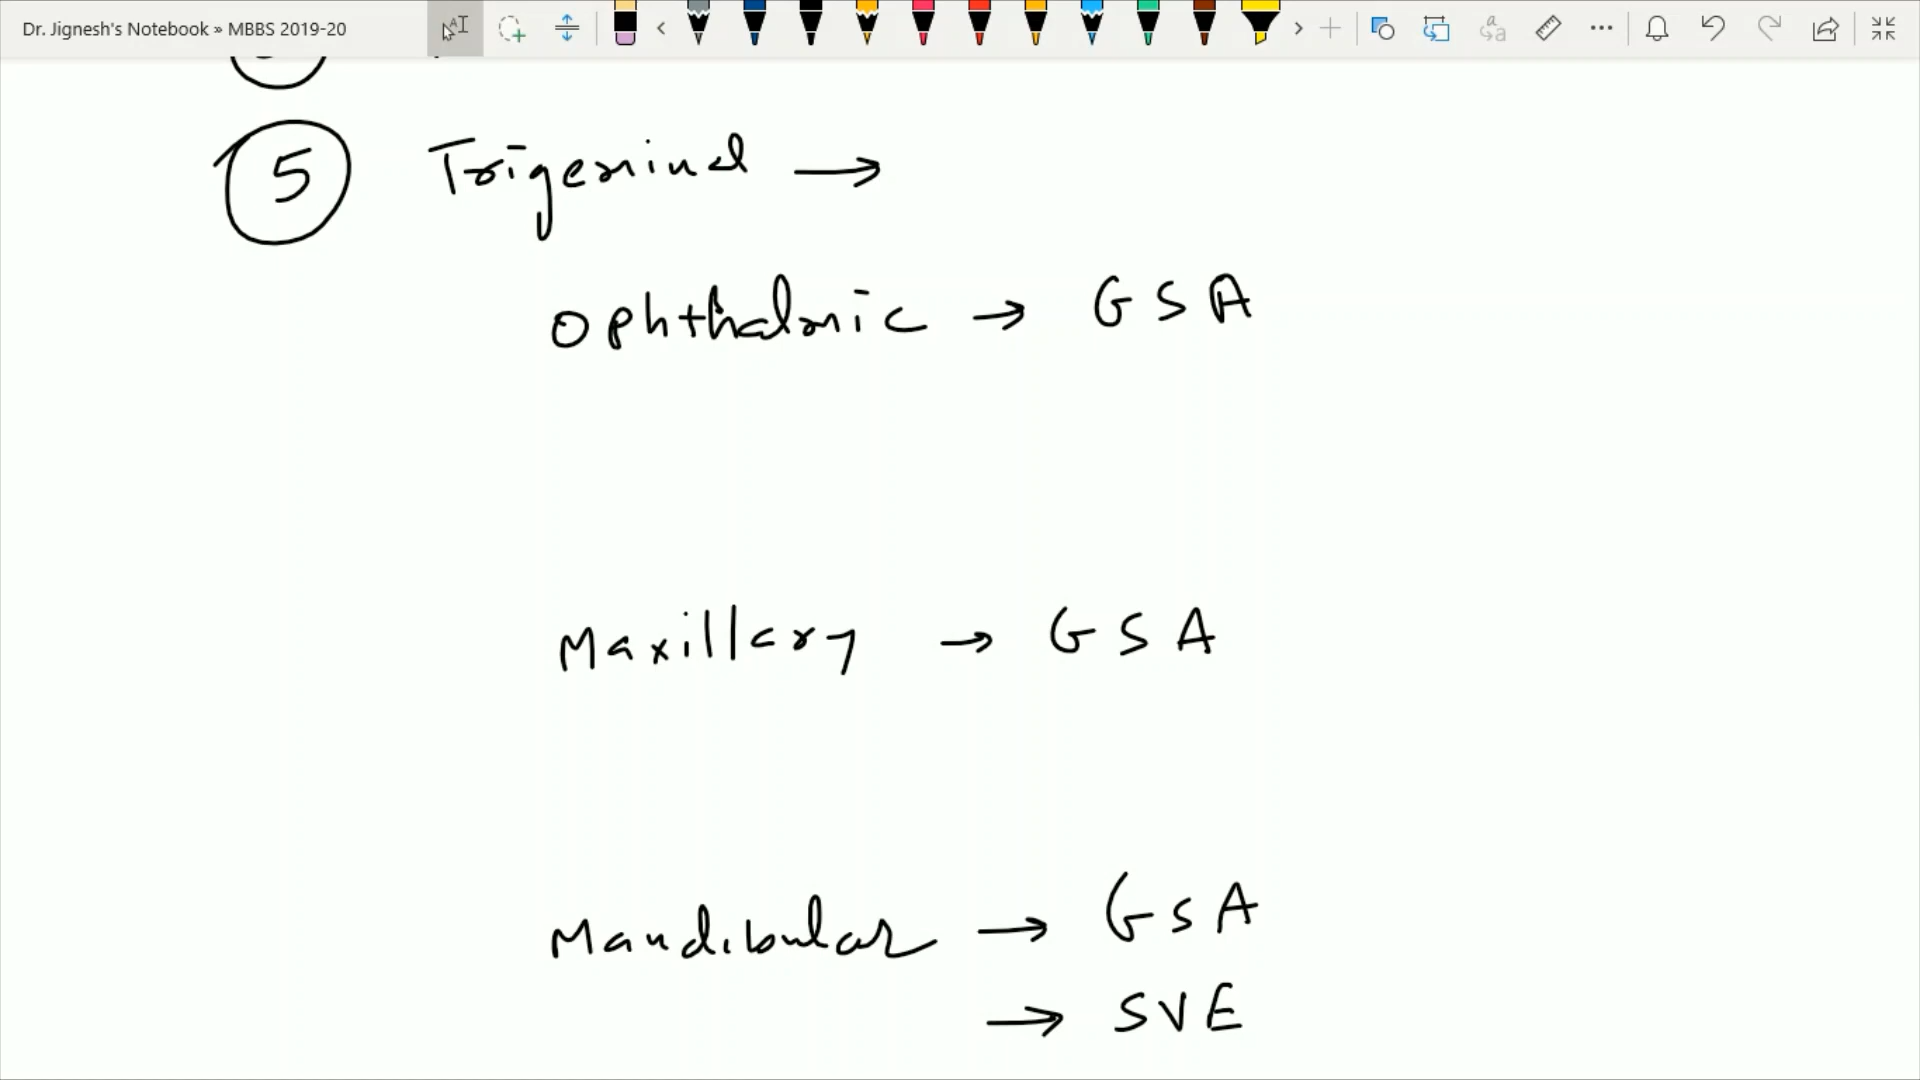 Dr. Jignesh's Notebook » MBBS 2019-20
5 Trigeminal →
Ophthalmic → GSA
Maxillary → GSA
Mandibular → GSA
→ SVE